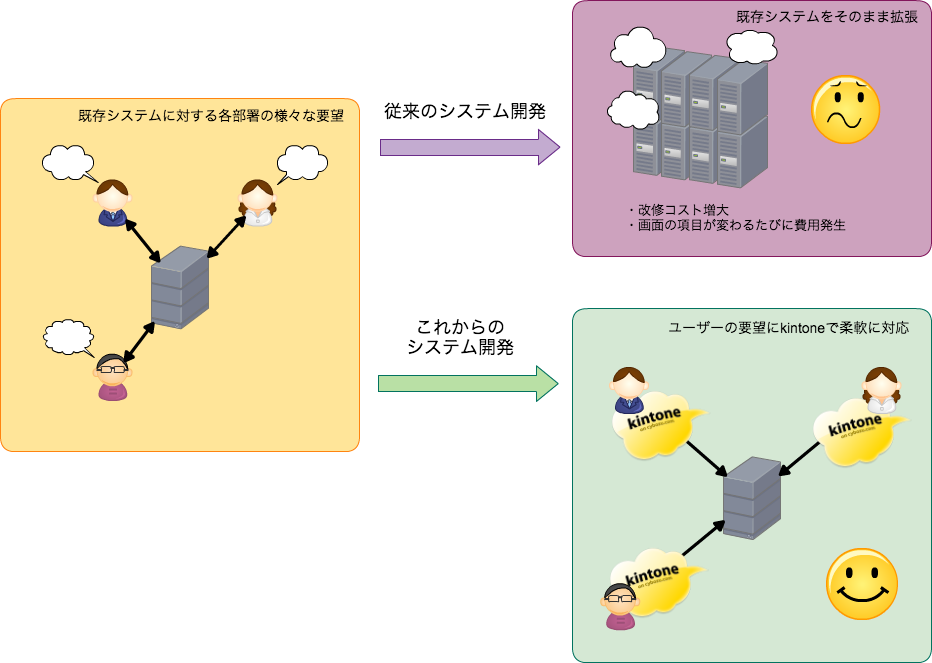 既存システムに対する各部署の様々な要望
従来のシステム開発
既存システムをそのまま拡張
・改修コスト増大
・画面の項目が変わるたびに費用発生
これからの
システム開発
ユーザーの要望にkintoneで柔軟に対応
kintone
on cybozu.com
kintone
on cybozu.com
kintone